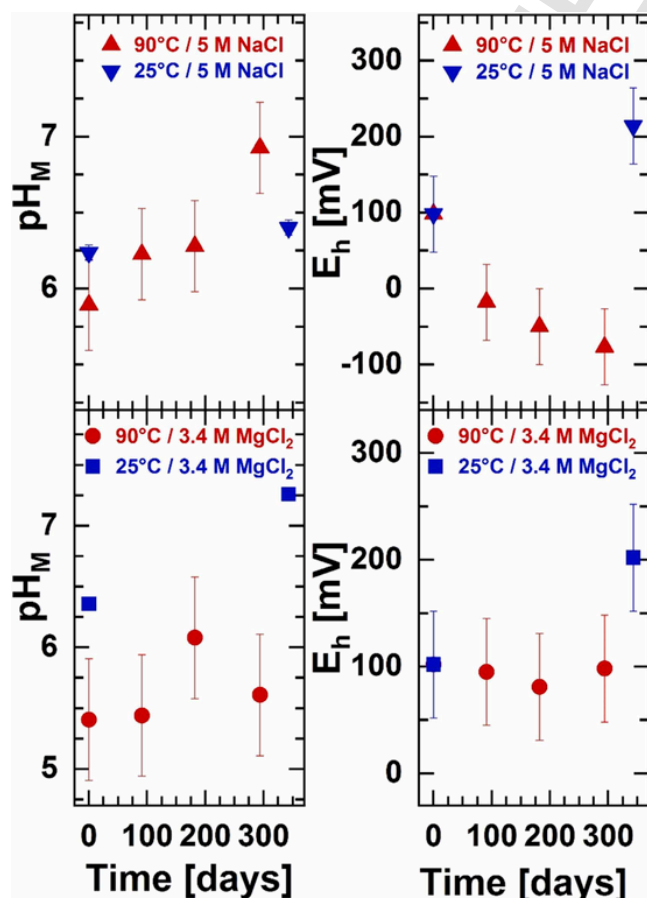 90°C / 5 M NaCl
25°C / 5 M NaCl
pH_M
7
6
90°C / 5 M NaCl
25°C / 5 M NaCl
E_h [mV]
300
200
100
0
-100
90°C / 3.4 M MgCl₂
25°C / 3.4 M MgCl₂
pH_M
7
6
5
0 100 200 300
Time [days]
90°C / 3.4 M MgCl₂
25°C / 3.4 M MgCl₂
E_h [mV]
300
200
100
0
0 100 200 300
Time [days]